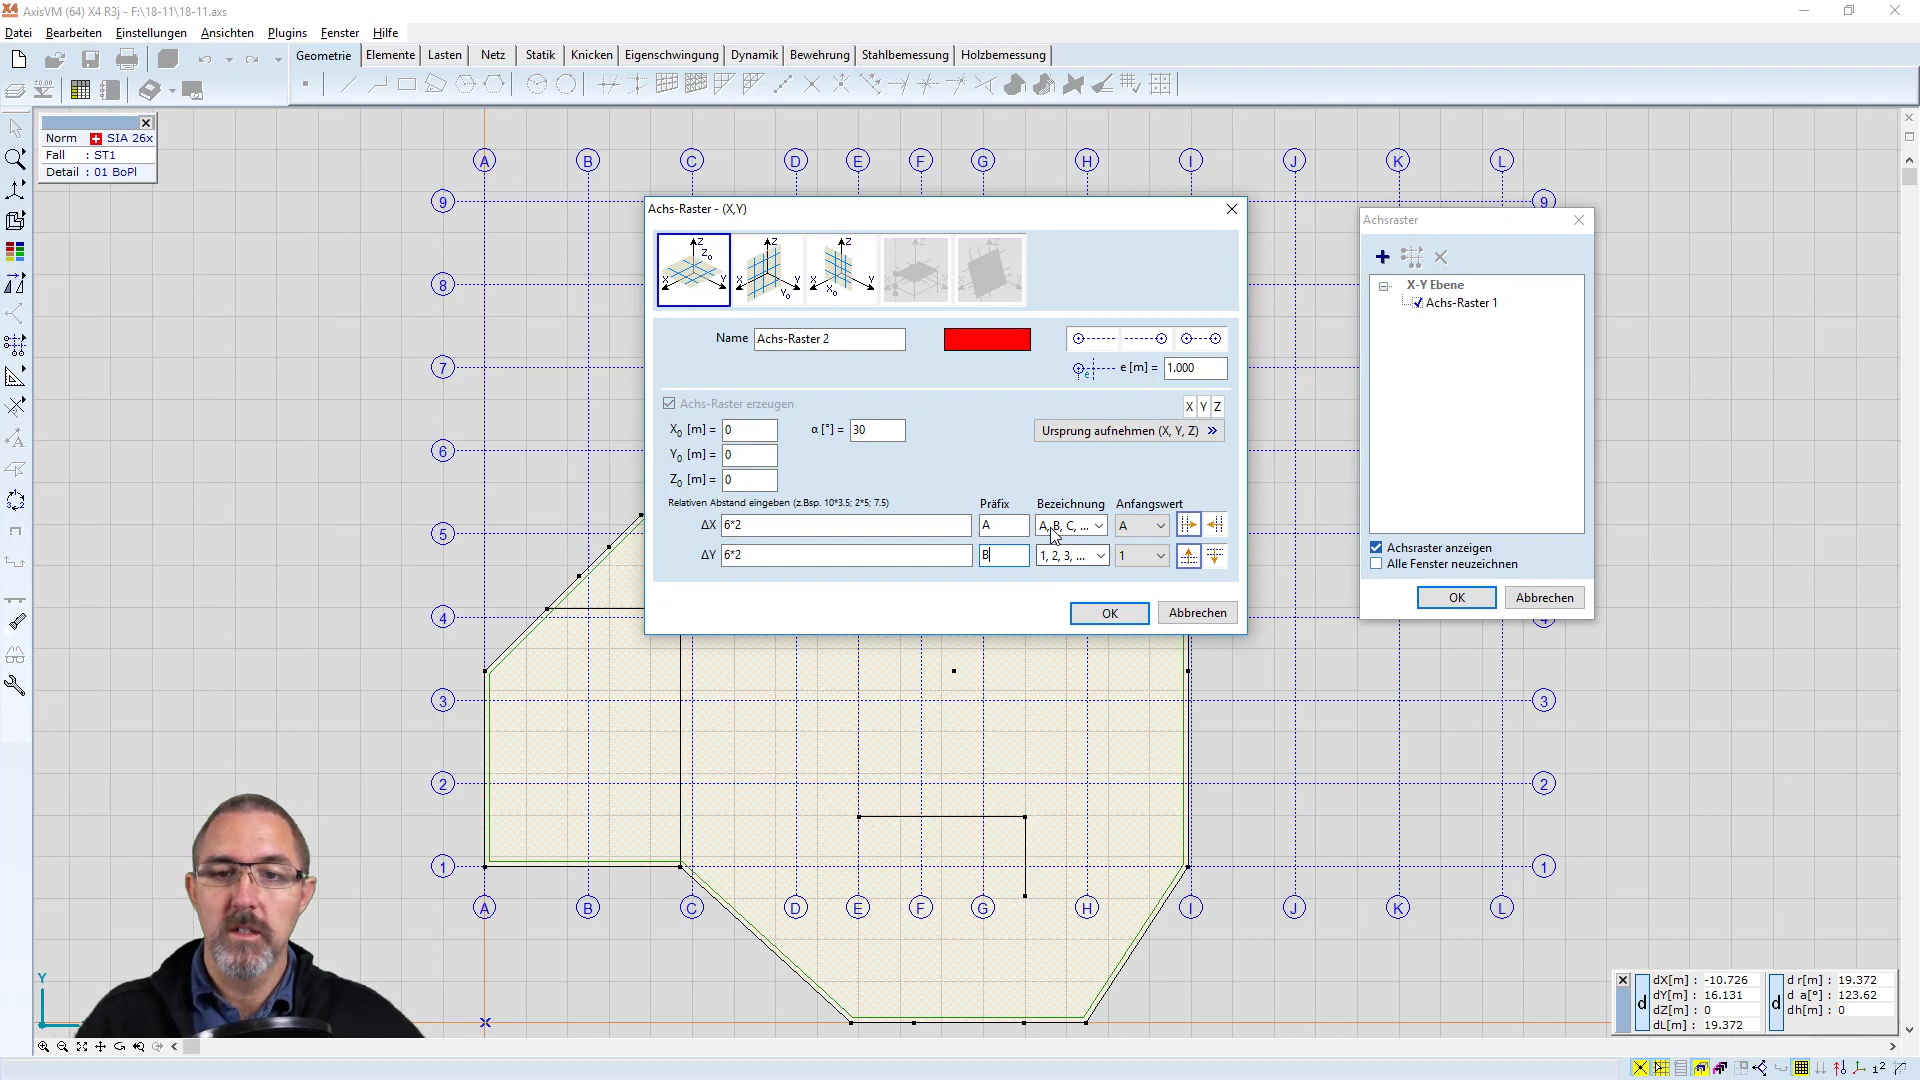 AxisVM (64) X4 R3j - F:\18-11\18-11.axs
Datei Bearbeiten Einstellungen Ansichten Plugins Fenster Hilfe
Geometrie Elemente Lasten Netz Statik Knicken Eigenschwingung Dynamik Bewehrung Stahlbemessung Holzbemessung
Norm SIA 26x
Fall : ST1
Detail : 01 BoPl
A B C D E F G H I J K L
9 9
8
7
6
5
4 4
3 3
2 2
1 1
A B C D E F G H I J K L
Achs-Raster - (X,Y)
Name Achs-Raster 2
e [m] = 1.000
Achs-Raster erzeugen
X Y Z
X0 [m] = 0 α [°] = 30 Ursprung aufnehmen (X, Y, Z) »
Y0 [m] = 0
Z0 [m] = 0
Relativen Abstand eingeben (z.Bsp. 10*3.5; 2*5; 7.5) Präfix Bezeichnung Anfangswert
ΔX 6*2 A A, B, C, ... A
ΔY 6*2 B 1, 2, 3, ... 1
OK Abbrechen
Achsraster
X-Y Ebene
Achs-Raster 1
Achsraster anzeigen
Alle Fenster neuzeichnen
OK Abbrechen
Y
dX[m] : -10.726 d r[m] : 19.372
dY[m] : 16.131 d a[°] : 123.62
dZ[m] : 0 dh[m] : 0
dL[m] : 19.372
d d